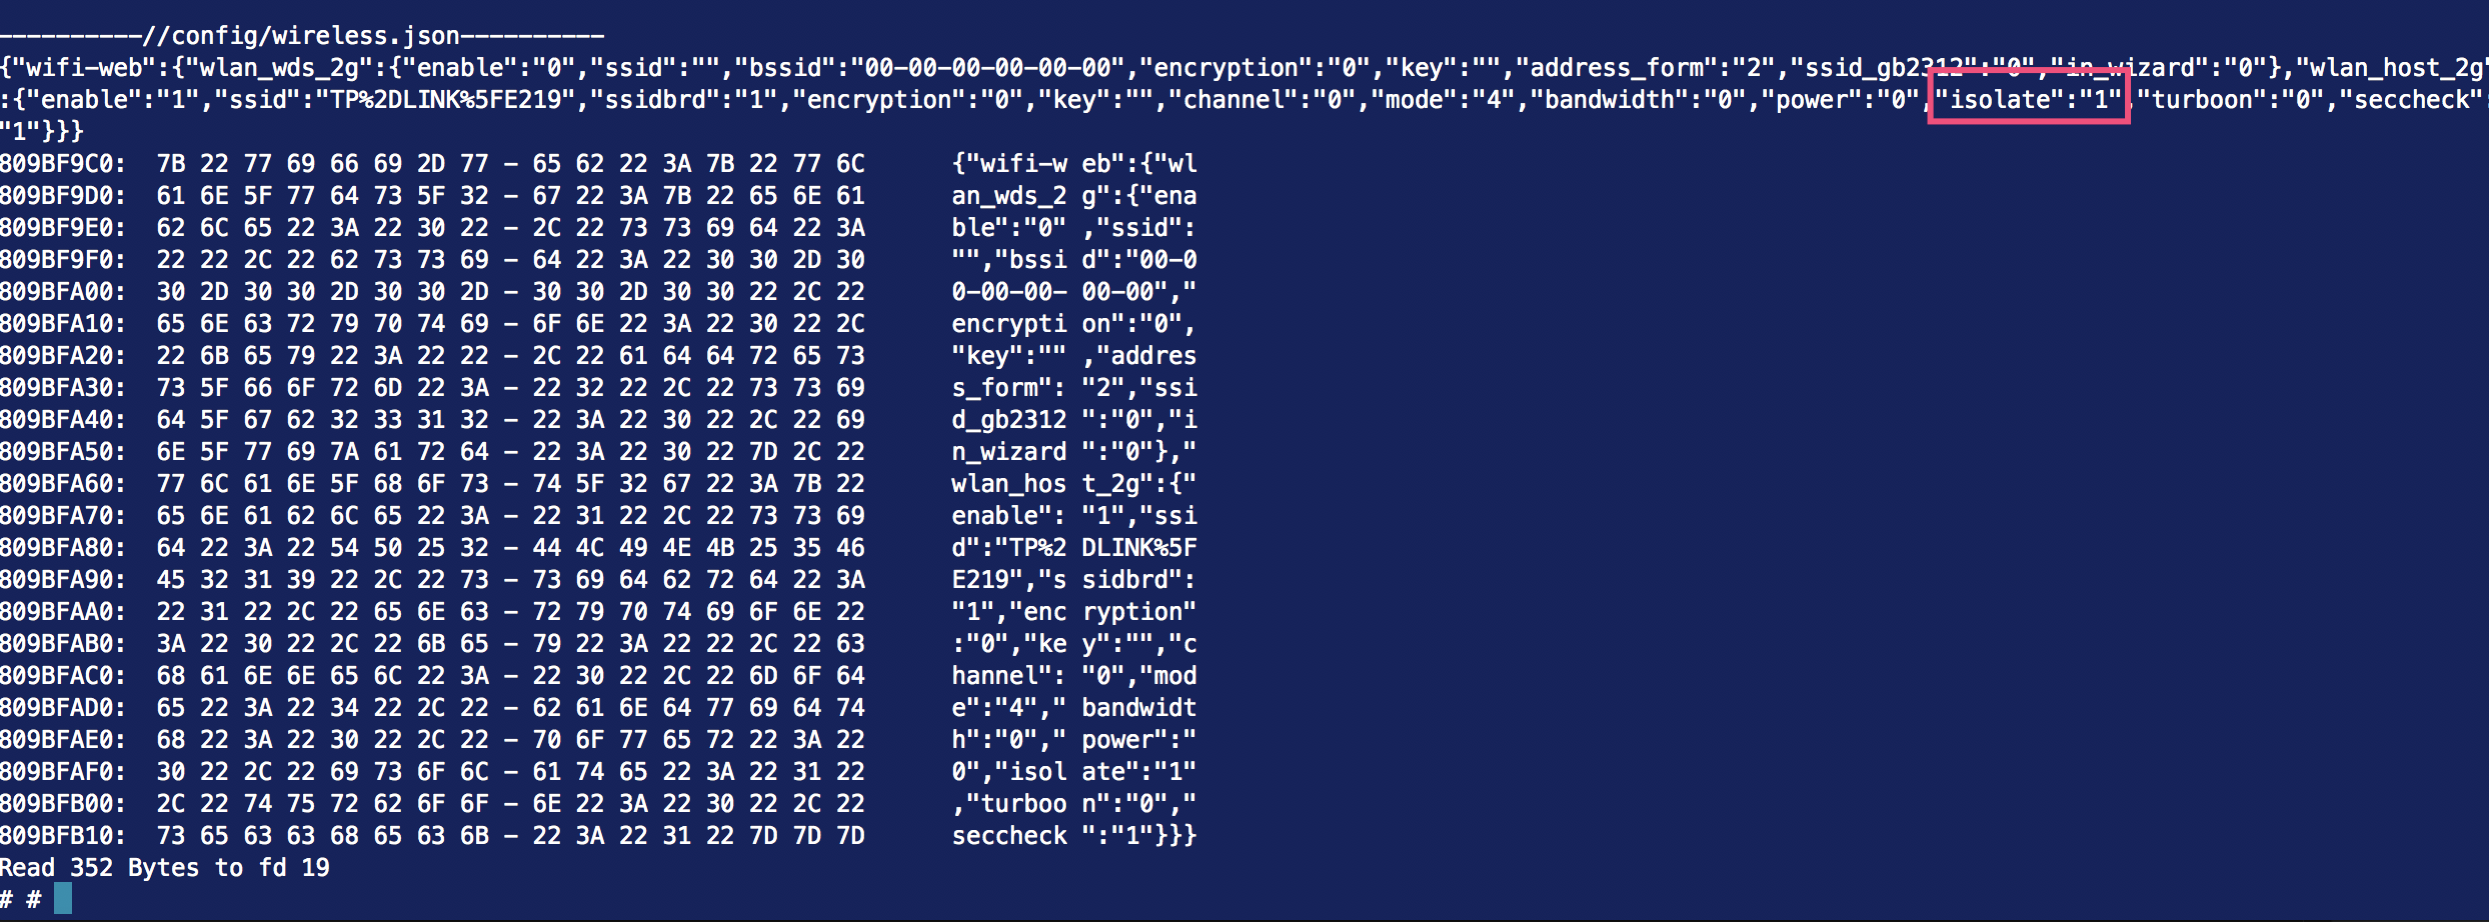 ----------//config/wireless.json----------
{"wifi-web":{"wlan_wds_2g":{"enable":"0","ssid":"","bssid":"00-00-00-00-00-00","encryption":"0","key":"","address_form":"2","ssid_gb2312":"0","in_wizard":"0"},"wlan_host_2g"
:{"enable":"1","ssid":"TP%2DLINK%5FE219","ssidbrd":"1","encryption":"0","key":"","channel":"0","mode":"4","bandwidth":"0","power":"0","isolate":"1","turboon":"0","seccheck":
"1"}}}
809BF9C0:  7B 22 77 69 66 69 2D 77 - 65 62 22 3A 7B 22 77 6C      {"wifi-w eb":{"wl
809BF9D0:  61 6E 5F 77 64 73 5F 32 - 67 22 3A 7B 22 65 6E 61      an_wds_2 g":{"ena
809BF9E0:  62 6C 65 22 3A 22 30 22 - 2C 22 73 73 69 64 22 3A      ble":"0" ,"ssid":
809BF9F0:  22 22 2C 22 62 73 73 69 - 64 22 3A 22 30 30 2D 30      "","bssi d":"00-0
809BFA00:  30 2D 30 30 2D 30 30 2D - 30 30 2D 30 30 22 2C 22      0-00-00- 00-00","
809BFA10:  65 6E 63 72 79 70 74 69 - 6F 6E 22 3A 22 30 22 2C      encrypti on":"0",
809BFA20:  22 6B 65 79 22 3A 22 22 - 2C 22 61 64 64 72 65 73      "key":"" ,"addres
809BFA30:  73 5F 66 6F 72 6D 22 3A - 22 32 22 2C 22 73 73 69      s_form": "2","ssi
809BFA40:  64 5F 67 62 32 33 31 32 - 22 3A 22 30 22 2C 22 69      d_gb2312 ":"0","i
809BFA50:  6E 5F 77 69 7A 61 72 64 - 22 3A 22 30 22 7D 2C 22      n_wizard ":"0"},"
809BFA60:  77 6C 61 6E 5F 68 6F 73 - 74 5F 32 67 22 3A 7B 22      wlan_hos t_2g":{"
809BFA70:  65 6E 61 62 6C 65 22 3A - 22 31 22 2C 22 73 73 69      enable": "1","ssi
809BFA80:  64 22 3A 22 54 50 25 32 - 44 4C 49 4E 4B 25 35 46      d":"TP%2 DLINK%5F
809BFA90:  45 32 31 39 22 2C 22 73 - 73 69 64 62 72 64 22 3A      E219","s sidbrd":
809BFAA0:  22 31 22 2C 22 65 6E 63 - 72 79 70 74 69 6F 6E 22      "1","enc ryption"
809BFAB0:  3A 22 30 22 2C 22 6B 65 - 79 22 3A 22 22 2C 22 63      :"0","ke y":"","c
809BFAC0:  68 61 6E 6E 65 6C 22 3A - 22 30 22 2C 22 6D 6F 64      hannel": "0","mod
809BFAD0:  65 22 3A 22 34 22 2C 22 - 62 61 6E 64 77 69 64 74      e":"4"," bandwidt
809BFAE0:  68 22 3A 22 30 22 2C 22 - 70 6F 77 65 72 22 3A 22      h":"0"," power":"
809BFAF0:  30 22 2C 22 69 73 6F 6C - 61 74 65 22 3A 22 31 22      0","isol ate":"1"
809BFB00:  2C 22 74 75 72 62 6F 6F - 6E 22 3A 22 30 22 2C 22      ,"turboo n":"0","
809BFB10:  73 65 63 63 68 65 63 6B - 22 3A 22 31 22 7D 7D 7D      seccheck ":"1"}}}
Read 352 Bytes to fd 19
# #